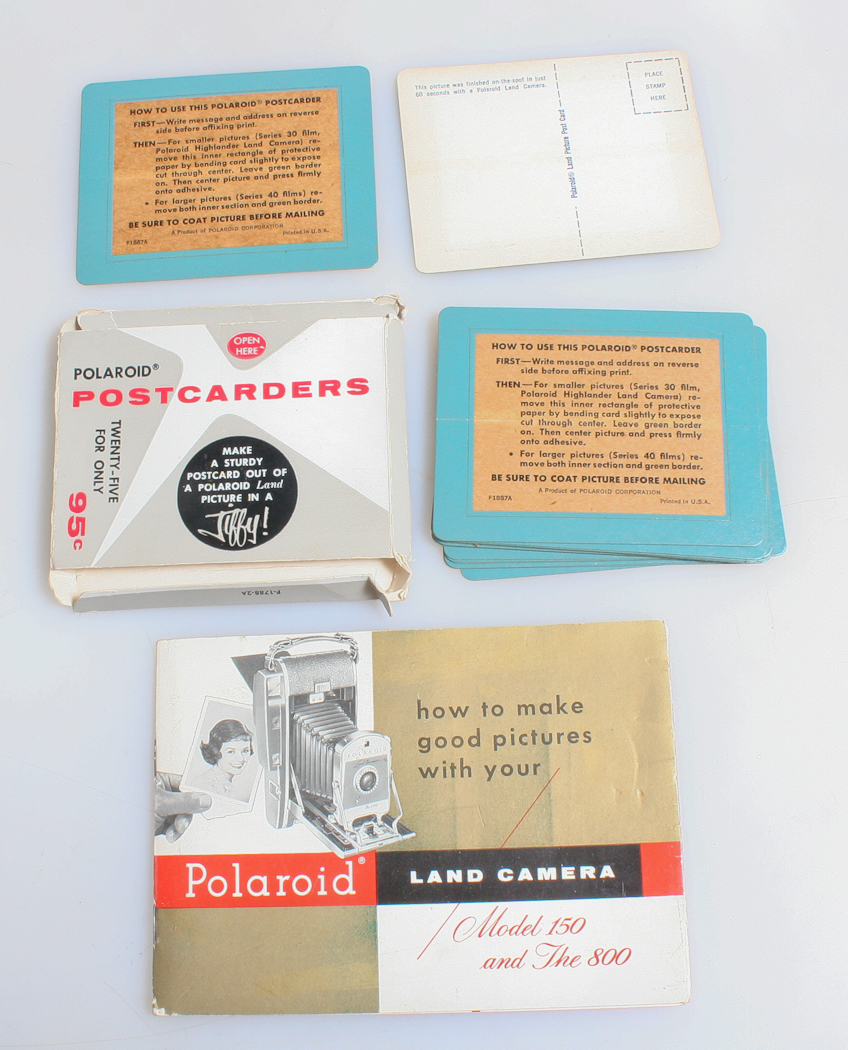 HOW TO USE THIS POLAROID® POSTCARDER
FIRST—Write message and address on reverse
side before affixing print.
THEN—For smaller pictures (Series 30 film,
Polaroid Highlander Land Camera) re-
move this inner rectangle of protective
paper by bending card slightly to expose
cut through center. Leave green border
on. Then center picture and press firmly
onto adhesive.
• For larger pictures (Series 40 films) re-
move both inner section and green border.
BE SURE TO COAT PICTURE BEFORE MAILING
A Product of POLAROID CORPORATION
F1887A
Printed in U.S.A.
This picture was finished on-the-spot in just
60 seconds with a Polaroid Land Camera.
Polaroid® Land Picture Post Card
PLACE
STAMP
HERE
OPEN
HERE
POLAROID®
POSTCARDERS
TWENTY-FIVE
FOR ONLY
95c
MAKE
A STURDY
POSTCARD OUT OF
A POLAROID Land
PICTURE IN A
Jiffy!
F-1788-2A
HOW TO USE THIS POLAROID® POSTCARDER
FIRST—Write message and address on reverse
side before affixing print.
THEN—For smaller pictures (Series 30 film,
Polaroid Highlander Land Camera) re-
move this inner rectangle of protective
paper by bending card slightly to expose
cut through center. Leave green border
on. Then center picture and press firmly
onto adhesive.
• For larger pictures (Series 40 films) re-
move both inner section and green border.
BE SURE TO COAT PICTURE BEFORE MAILING
A Product of POLAROID CORPORATION
F1887A
Printed in U.S.A.
how to make
good pictures
with your
Polaroid®
LAND CAMERA
Model 150
and The 800